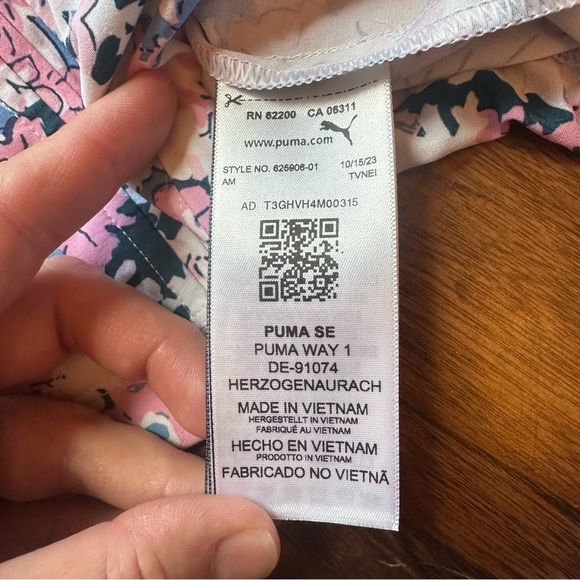 RN 62200 CA 05311
www.puma.com
STYLE NO. 625906-01 10/15/23
AM TVNEI
AD T3GHVH4M00315
PUMA SE
PUMA WAY 1
DE-91074
HERZOGENAURACH
MADE IN VIETNAM
HERGESTELLT IN VIETNAM
FABRIQUÉ AU VIETNAM
HECHO EN VIETNAM
PRODOTTO IN VIETNAM
FABRICADO NO VIETNÃ